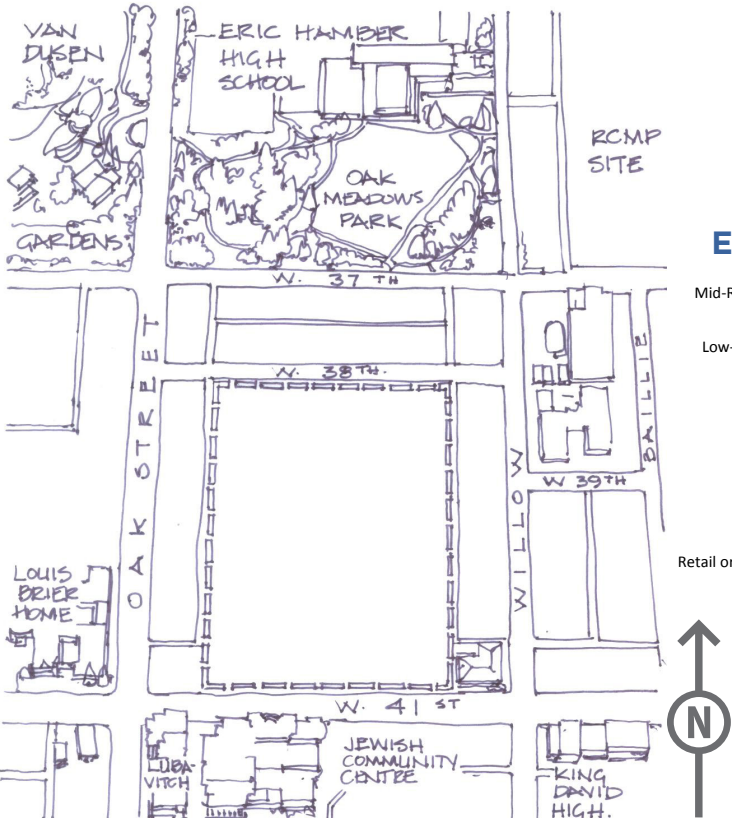 VAN
DUSEN
GARDENS
ERIC HAMBER
HIGH
SCHOOL
RCMP
SITE
OAK
MEADOWS
PARK
E
Mid-R
W. 37 TH
Low-
W. 38TH.
OAK STREET
WILLOW
BAILLIE
W 39TH
Retail or
LOUIS
BRIER
HOME
W. 41 ST
N
LUBA-
VITCH
JEWISH
COMMUNITY
CENTRE
KING
DAVID
HIGH.